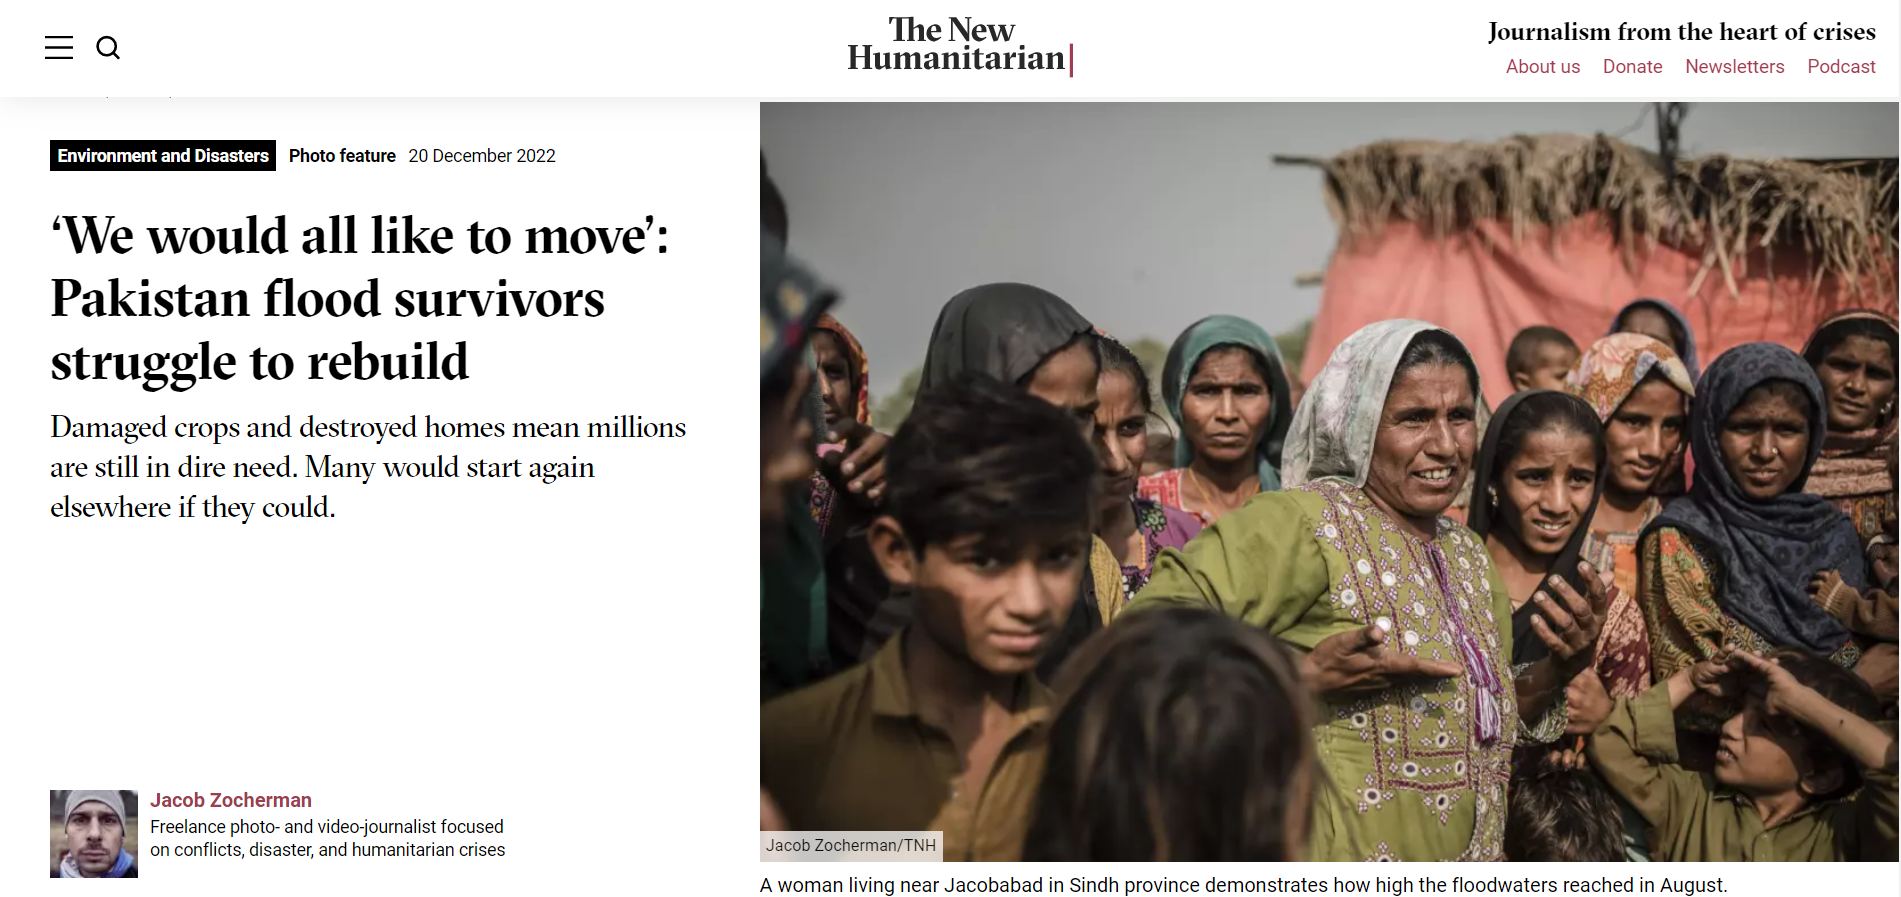 The New
Humanitarian
Journalism from the heart of crises
About us Donate Newsletters Podcast
Environment and Disasters Photo feature 20 December 2022
‘We would all like to move’:
Pakistan flood survivors
struggle to rebuild
Damaged crops and destroyed homes mean millions
are still in dire need. Many would start again
elsewhere if they could.
Jacob Zocherman
Freelance photo- and video-journalist focused
on conflicts, disaster, and humanitarian crises
Jacob Zocherman/TNH
A woman living near Jacobabad in Sindh province demonstrates how high the floodwaters reached in August.